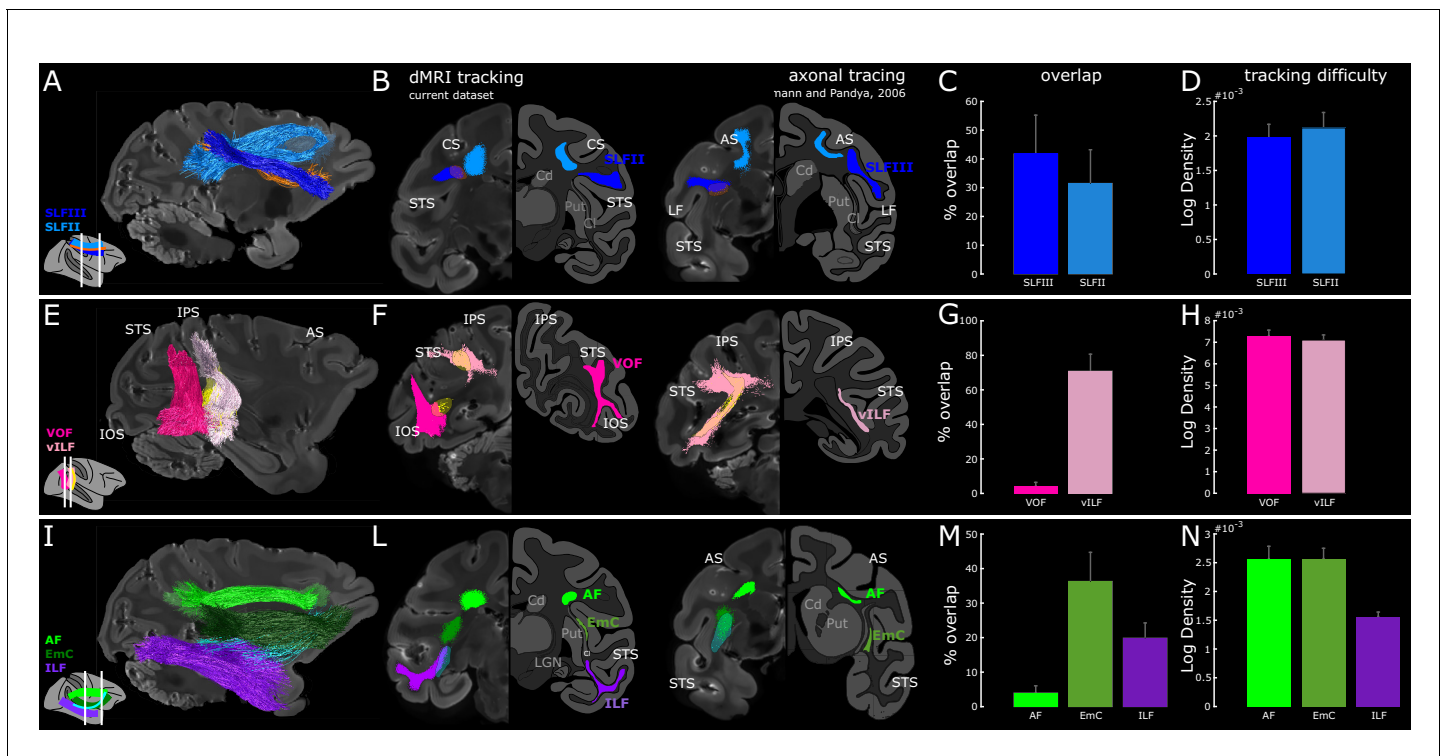 A
SLFIII
SLFII
B
dMRI tracking
current dataset
axonal tracing
mann and Pandya, 2006
CS
STS
CS
SLFII
Cd
Put
Cl
STS
AS
LF
STS
AS
SLFIII
Cd
Put
Cl
LF
STS
C
overlap
% overlap
60
50
40
30
20
10
0
SLFIII SLFII
D
tracking difficulty
#10⁻³
Log Density
2.5
2
1.5
1
0.5
0
SLFIII SLFII
E
IPS
STS
AS
IOS
VOF
vILF
F
IPS
STS
IOS
IPS
STS
VOF
IOS
IPS
STS
IPS
STS
vILF
G
% overlap
100
80
60
40
20
0
VOF vILF
H
#10⁻³
Log Density
8
7
6
5
4
3
2
1
0
VOF vILF
I
AF
EmC
ILF
L
Cd
AF
EmC
Put
Cl
LGN
STS
ILF
AS
STS
AS
AF
Cd
Put
EmC
STS
M
% overlap
50
40
30
20
10
0
AF EmC ILF
N
#10⁻³
Log Density
3
2.5
2
1.5
1
0.5
0
AF EmC ILF